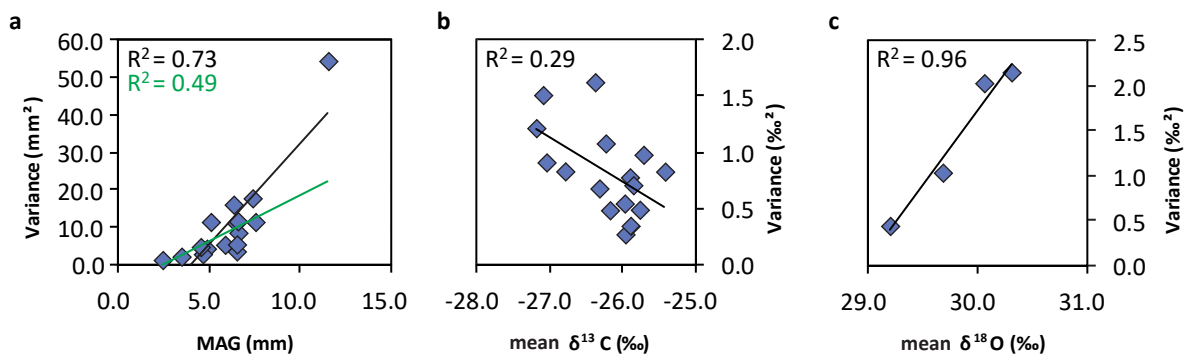 a
R² = 0.73
R² = 0.49
60.0
50.0
40.0
30.0
20.0
10.0
0.0
Variance (mm²)
0.0 5.0 10.0 15.0
MAG (mm)
b
R² = 0.29
2.0
1.5
1.0
0.5
0.0
Variance (‰²)
-28.0 -27.0 -26.0 -25.0
mean δ¹³ C (‰)
c
R² = 0.96
2.5
2.0
1.5
1.0
0.5
0.0
Variance (‰²)
29.0 30.0 31.0
mean δ¹⁸ O (‰)